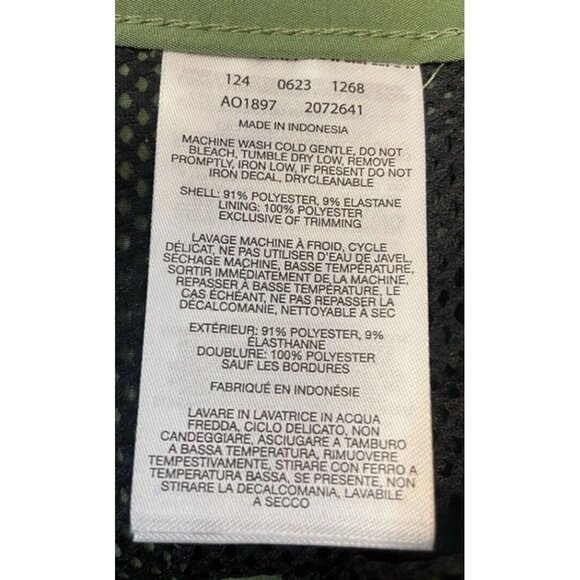 124 0623 1268
AO1897 2072641
MADE IN INDONESIA
MACHINE WASH COLD GENTLE, DO NOT
BLEACH, TUMBLE DRY LOW, REMOVE
PROMPTLY, IRON LOW, IF PRESENT DO NOT
IRON DECAL, DRYCLEANABLE
SHELL: 91% POLYESTER, 9% ELASTANE
LINING: 100% POLYESTER
EXCLUSIVE OF TRIMMING
LAVAGE MACHINE À FROID, CYCLE
DÉLICAT, NE PAS UTILISER D'EAU DE JAVEL,
SÉCHAGE MACHINE, BASSE TEMPÉRATURE,
SORTIR IMMÉDIATEMENT DE LA MACHINE,
REPASSER À BASSE TEMPÉRATURE, LE
CAS ÉCHEANT, NE PAS REPASSER LA
DÉCALCOMANIE, NETTOYABLE À SEC
EXTÉRIEUR: 91% POLYESTER, 9%
ÉLASTHANNE
DOUBLURE: 100% POLYESTER
SAUF LES BORDURES
FABRIQUÉ EN INDONÉSIE
LAVARE IN LAVATRICE IN ACQUA
FREDDA, CICLO DELICATO, NON
CANDEGGIARE, ASCIUGARE A TAMBURO
A BASSA TEMPERATURA, RIMUOVERE
TEMPESTIVAMENTE, STIRARE CON FERRO A
TEMPERATURA BASSA, SE PRESENTE, NON
STIRARE LA DECALCOMANIA, LAVABILE
A SECCO